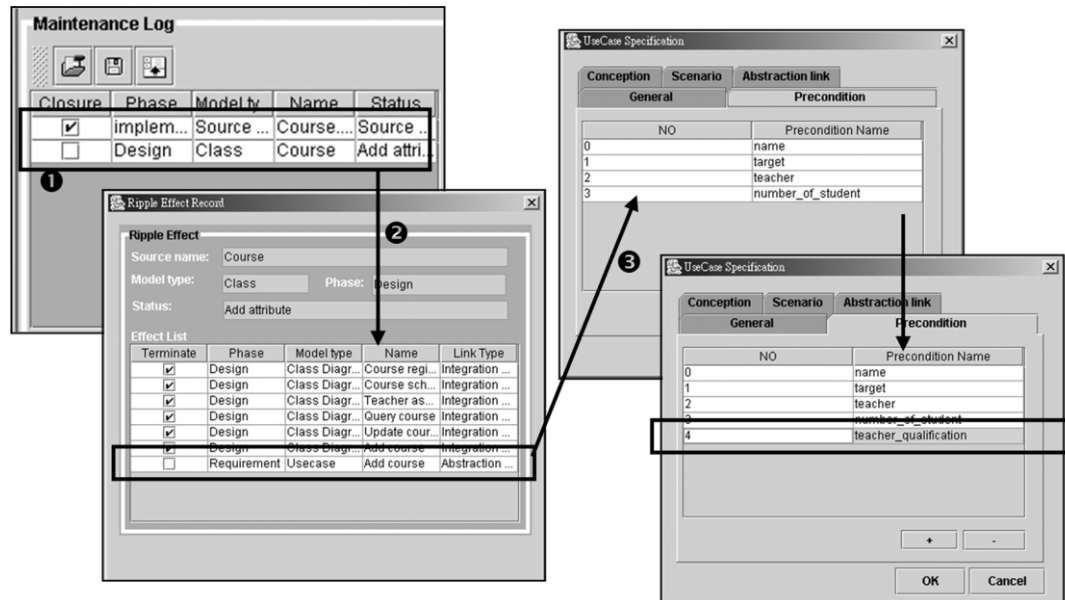 Maintenance Log
Closure Phase Model ty Name Status
implem... Source ... Course.... Source ..
Design Class Course Add attri..
❶
Ripple Effect Record
Ripple Effect
Source name: Course
Model type: Class Phase: Design
Status: Add attribute
Effect List
Terminate Phase Model type Name Link Type
Design Class Diagr... Course regi... Integration ...
Design Class Diagr... Course sch... Integration ...
Design Class Diagr... Teacher as... Integration ...
Design Class Diagr... Query course Integration ...
Design Class Diagr... Update cour... Integration ...
Design Class Diagr... Add course Integration ...
Requirement Usecase Add course Abstraction ...
❷
UseCase Specification
Conception Scenario Abstraction link
General Precondition
NO Precondition Name
0 name
1 target
2 teacher
3 number_of_student
❸
UseCase Specification
Conception Scenario Abstraction link
General Precondition
NO Precondition Name
0 name
1 target
2 teacher
3 number_of_student
4 teacher_qualification
+ -
OK Cancel